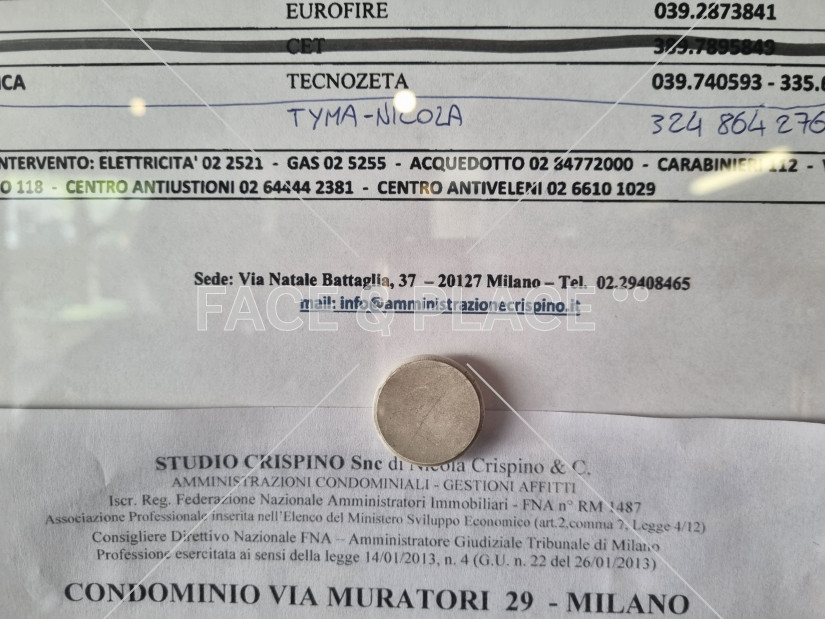 EUROFIRE 039.2873841
CET 389.7895849
ICA TECNOZETA 039.740593 - 335.6
TYMA-NICOLA 324 864 276
NTERVENTO: ELETTRICITA' 02 2521 - GAS 02 5255 - ACQUEDOTTO 02 84772000 - CARABINIERI 112 - V
O 118 - CENTRO ANTIUSTIONI 02 64444 2381 - CENTRO ANTIVELENI 02 6610 1029
Sede: Via Natale Battaglia, 37 – 20127 Milano – Tel. 02.29408465
mail: info@amministrazionecrispino.it
FACE & PLACE
STUDIO CRISPINO Snc di Nicola Crispino & C.
AMMINISTRAZIONI CONDOMINIALI - GESTIONI AFFITTI
Iscr. Reg. Federazione Nazionale Amministratori Immobiliari - FNA n° RM 1487
Associazione Professionale inserita nell'Elenco del Ministero Sviluppo Economico (art.2,comma 7, Legge 4/12)
Consigliere Direttivo Nazionale FNA – Amministratore Giudiziale Tribunale di Milano
Professione esercitata ai sensi della legge 14/01/2013, n. 4 (G.U. n. 22 del 26/01/2013)
CONDOMINIO VIA MURATORI 29 - MILANO